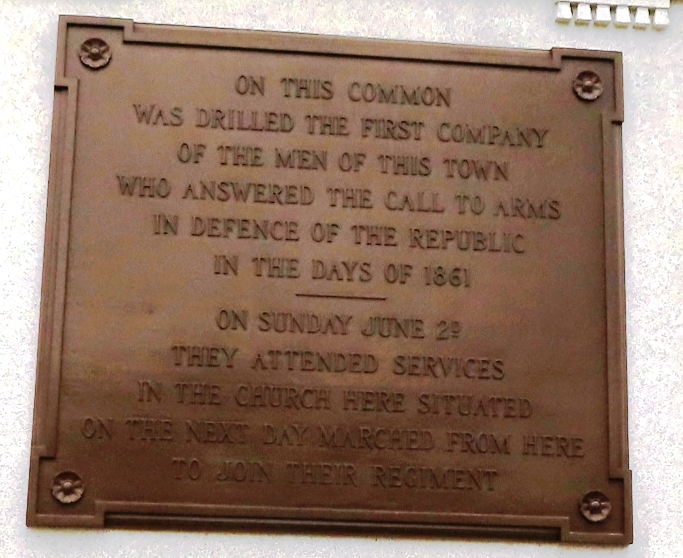 ON THIS COMMON
WAS DRILLED THE FIRST COMPANY
OF THE MEN OF THIS TOWN
WHO ANSWERED THE CALL TO ARMS
IN DEFENCE OF THE REPUBLIC
IN THE DAYS OF 1861
ON SUNDAY JUNE 2D
THEY ATTENDED SERVICES
IN THE CHURCH HERE SITUATED
ON THE NEXT DAY MARCHED FROM HERE
TO JOIN THEIR REGIMENT